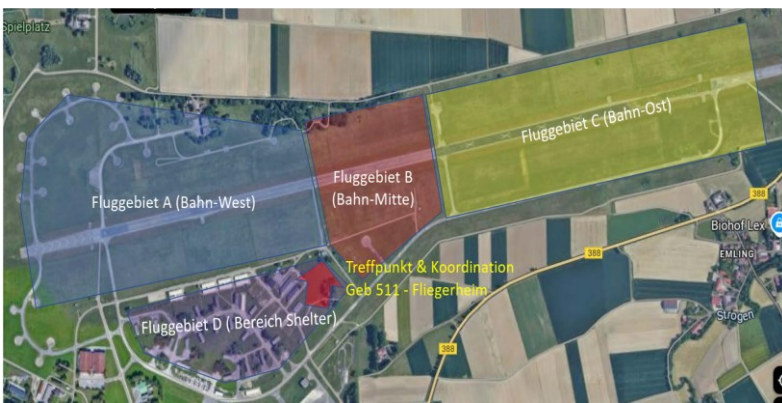 Spielplatz
Fluggebiet C (Bahn-Ost)
Fluggebiet B
(Bahn-Mitte)
Fluggebiet A (Bahn-West)
Biohof Lex
388
EMLING
388
Treffpunkt & Koordination
Geb 511 - Fliegerheim
Strogen
Fluggebiet D ( Bereich Shelter)
388